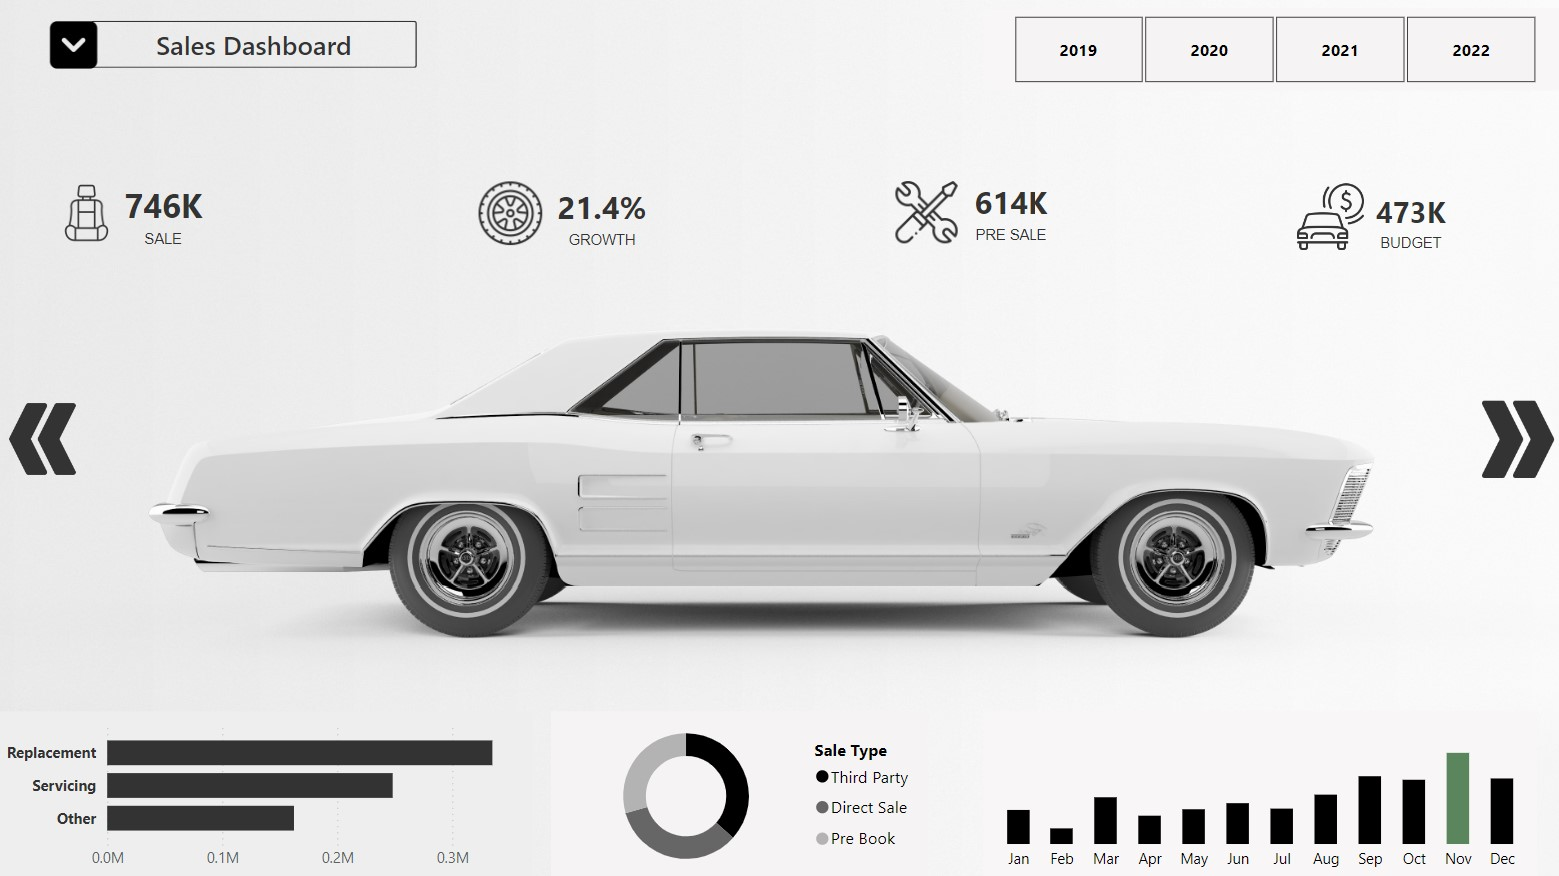 Sales Dashboard
2019
2020
2021
2022
746K
SALE
21.4%
GROWTH
614K
PRE SALE
473K
BUDGET
Replacement
Servicing
Other
0.0M
0.1M
0.2M
0.3M
Sale Type
Third Party
Direct Sale
Pre Book
Jan
Feb
Mar
Apr
May
Jun
Jul
Aug
Sep
Oct
Nov
Dec